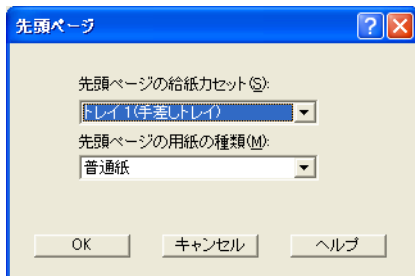 先頭ページ
先頭ページの給紙カセット(S):
トレイ1(手差しトレイ)
先頭ページの用紙の種類(M):
普通紙
OK キャンセル ヘルプ